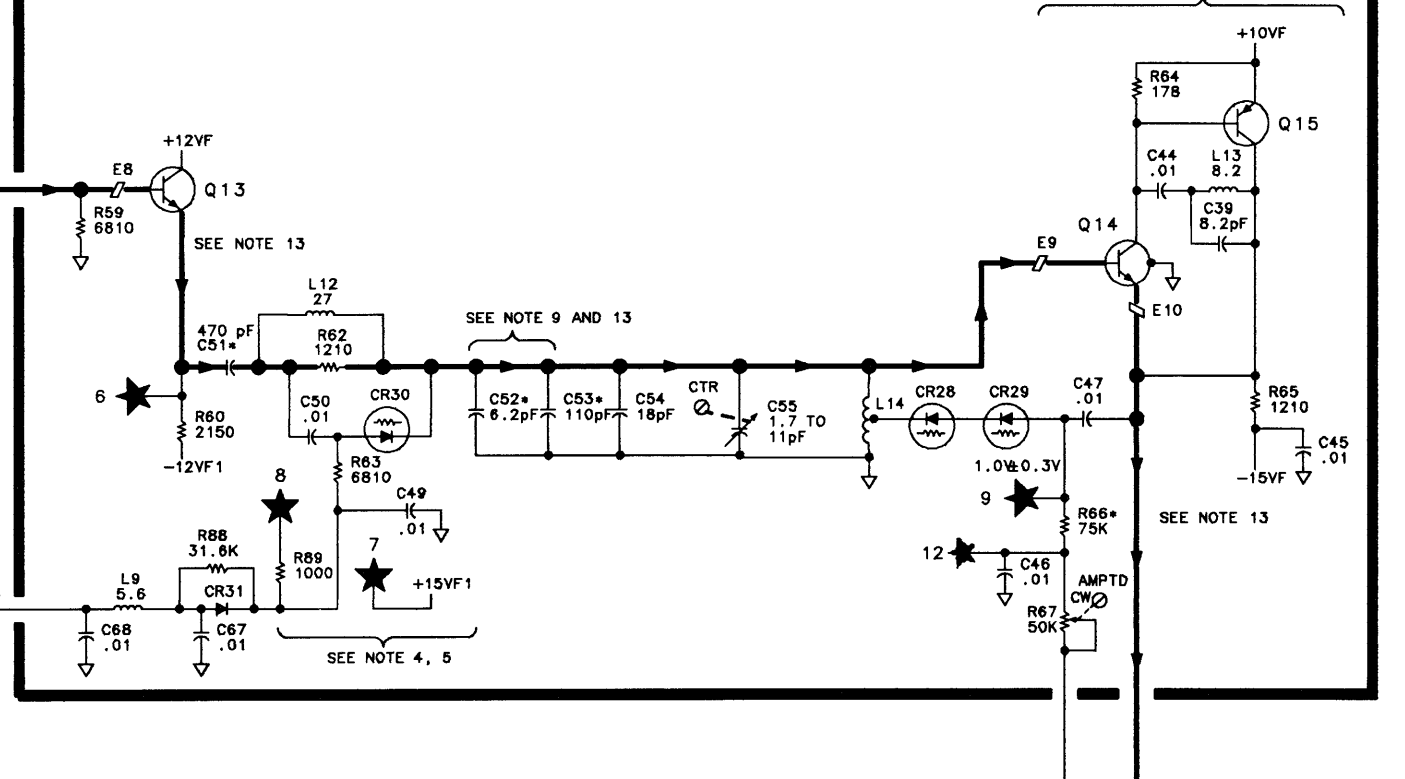 +10VF
R64
178
Q15
+12VF
E8
Q13
R59
6810
SEE NOTE 13
C44
.01
L13
8.2
C39
8.2pF
Q14
E9
E10
L12
27
470 pF
C51*
R62
1210
SEE NOTE 9 AND 13
6
R60
2150
-12VF1
C50
.01
CR30
C52*
6.2pF
C53*
110pF
C54
18pF
CTR
C55
1.7 TO
11pF
L14
CR28
CR29
C47
.01
R65
1210
C45
.01
-15VF
R63
6810
8
C49
.01
1.0V±0.3V
9
R66*
75K
SEE NOTE 13
R88
31.6K
R89
1000
7
+15VF1
12
C46
.01
AMPTD
CW
R67
50K
L9
5.6
CR31
C68
.01
C67
.01
SEE NOTE 4, 5